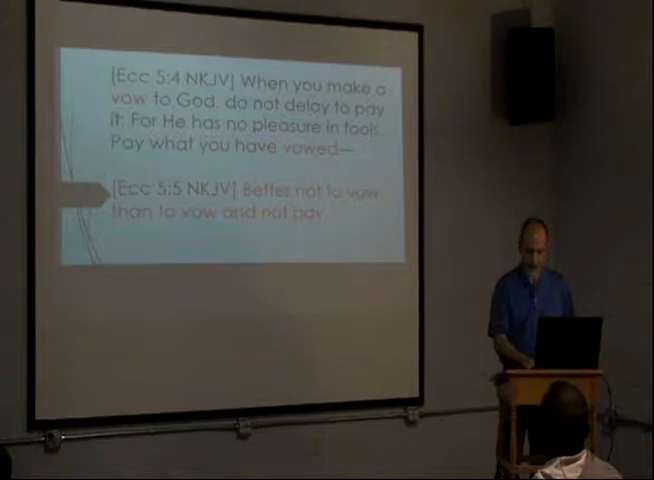 [Ecc 5:4 NKJV] When you make a
vow to God, do not delay to pay
it; For He has no pleasure in fools.
Pay what you have vowed—
[Ecc 5:5 NKJV] Better not to vow
than to vow and not pay.